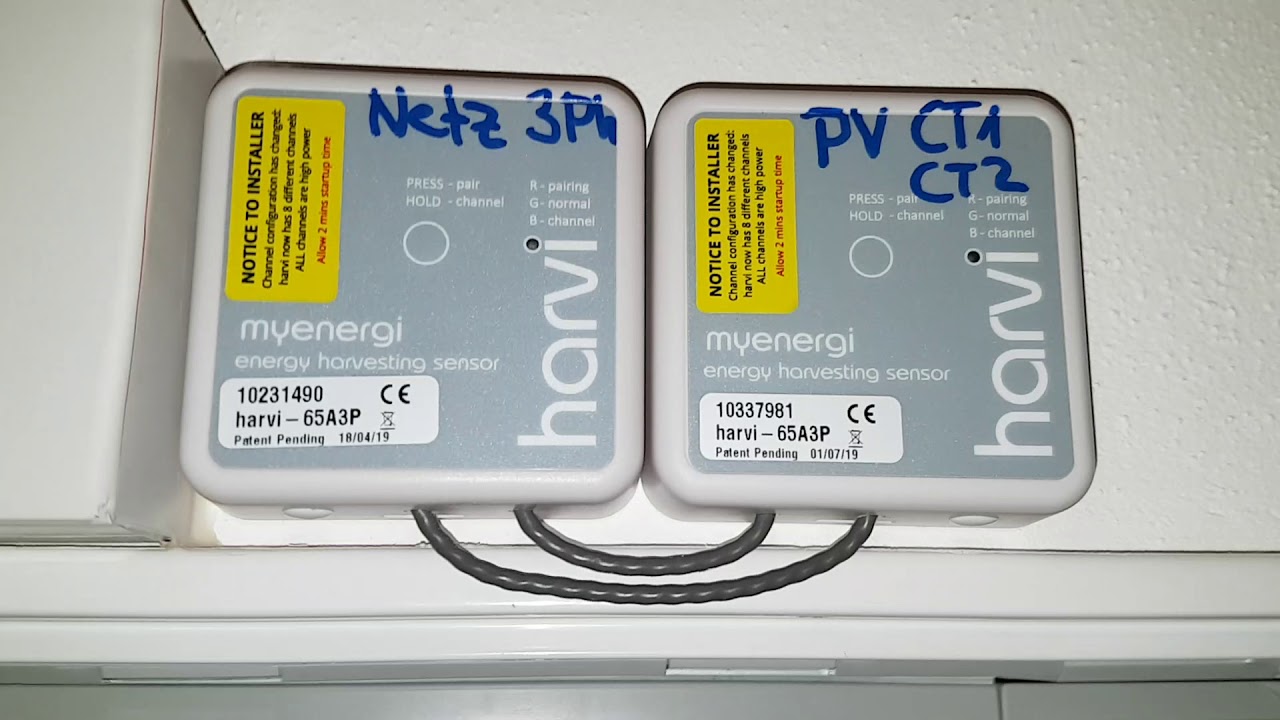 Netz 3Ph
NOTICE TO INSTALLER
Channel configuration has changed:
harvi now has 8 different channels
ALL channels are high power
Allow 2 mins startup time
PRESS - pair
HOLD - channel
R - pairing
G- normal
B - channel
harvi
myenergi
energy harvesting sensor
10231490 CE
harvi – 65A3P
Patent Pending 18/04/19
PV CT1
CT2
NOTICE TO INSTALLER
Channel configuration has changed:
harvi now has 8 different channels
ALL channels are high power
Allow 2 mins startup time
PRESS - pair
HOLD - channel
R - pairing
G- normal
B - channel
harvi
myenergi
energy harvesting sensor
10337981 CE
harvi – 65A3P
Patent Pending 01/07/19